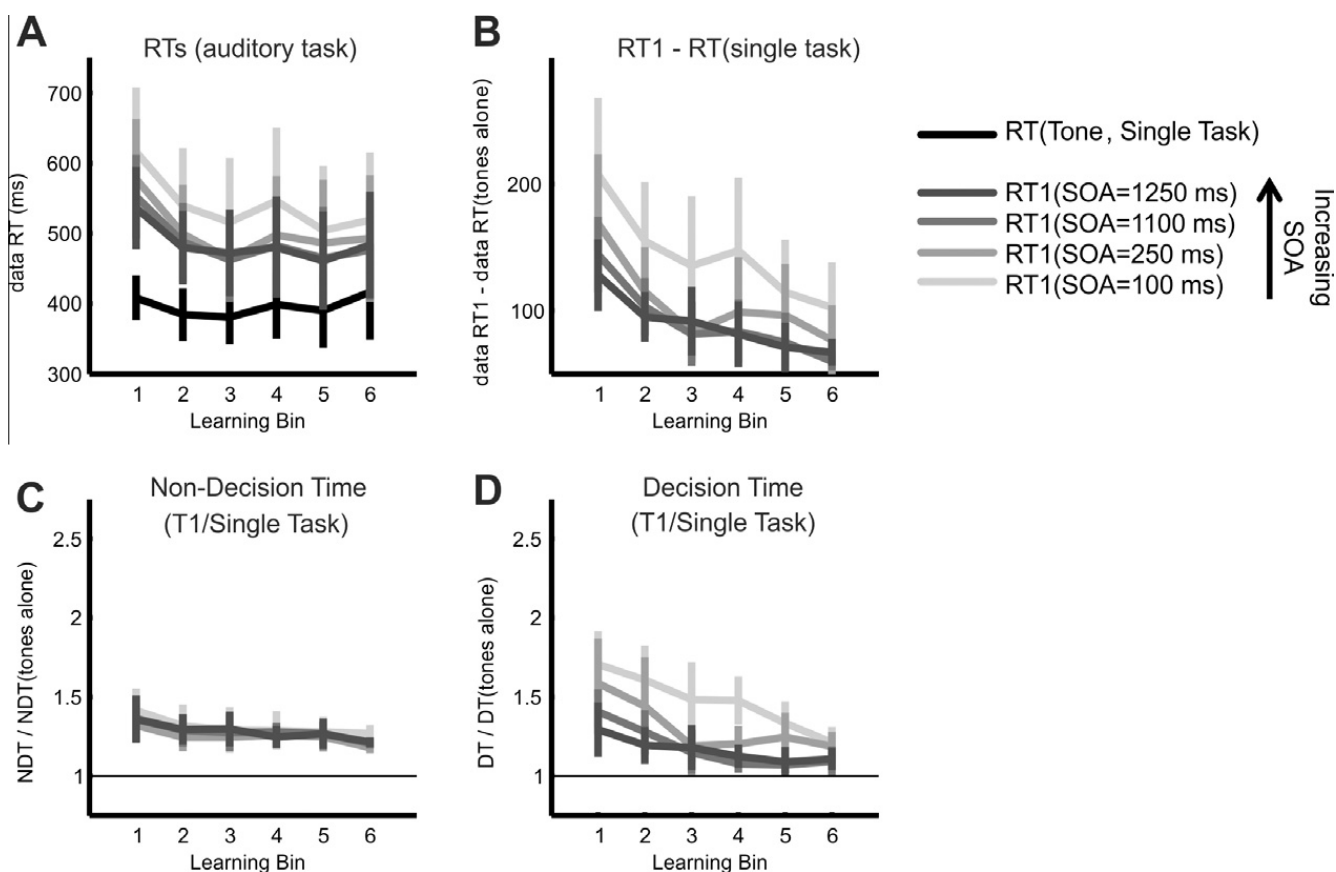 A
RTs (auditory task)
data RT (ms)
700
600
500
400
300
1 2 3 4 5 6
Learning Bin
B
RT1 - RT(single task)
data RT1 - data RT(tones alone)
200
100
1 2 3 4 5 6
Learning Bin
RT(Tone, Single Task)
RT1(SOA=1250 ms)
RT1(SOA=1100 ms)
RT1(SOA=250 ms)
RT1(SOA=100 ms)
Increasing
SOA
C
Non-Decision Time
(T1/Single Task)
NDT / NDT(tones alone)
2.5
2
1.5
1
1 2 3 4 5 6
Learning Bin
D
Decision Time
(T1/Single Task)
DT / DT(tones alone)
2.5
2
1.5
1
1 2 3 4 5 6
Learning Bin